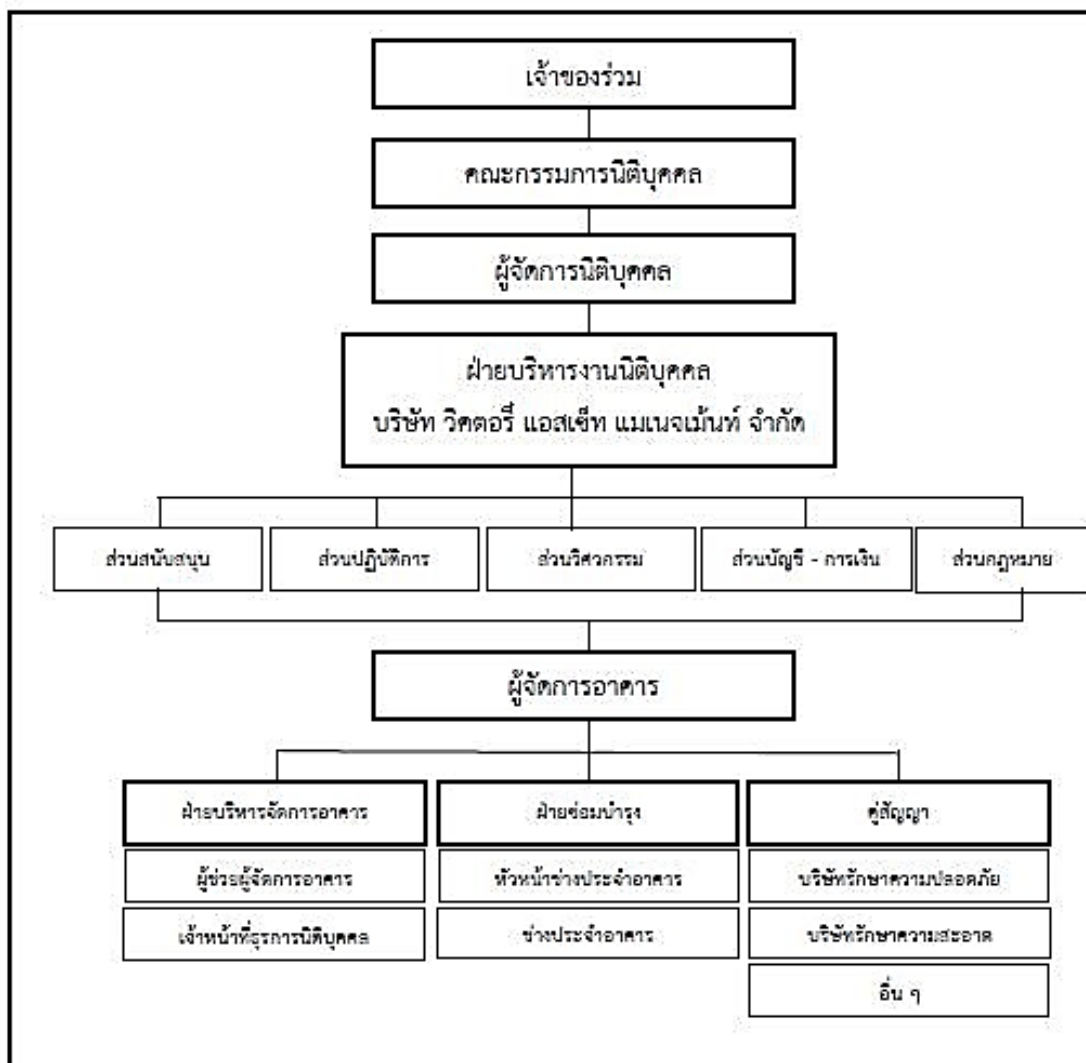 เจ้าของร่วม
คณะกรรมการนิติบุคคล
ผู้จัดการนิติบุคคล
ฝ่ายบริหารงานนิติบุคคล
บริษัท วิคตอรี่ แอสเซ็ท แมเนจเม้นท์ จำกัด
ส่วนสนับสนุน
ส่วนปฏิบัติการ
ส่วนวิศวกรรม
ส่วนบัญชี - การเงิน
ส่วนกฎหมาย
ผู้จัดการอาคาร
ฝ่ายบริหารจัดการอาคาร
ฝ่ายซ่อมบำรุง
คู่สัญญา
ผู้ช่วยผู้จัดการอาคาร
หัวหน้าช่างประจำอาคาร
บริษัทรักษาความปลอดภัย
เจ้าหน้าที่ธุรการนิติบุคคล
ช่างประจำอาคาร
บริษัทรักษาความสะอาด
อื่น ๆ